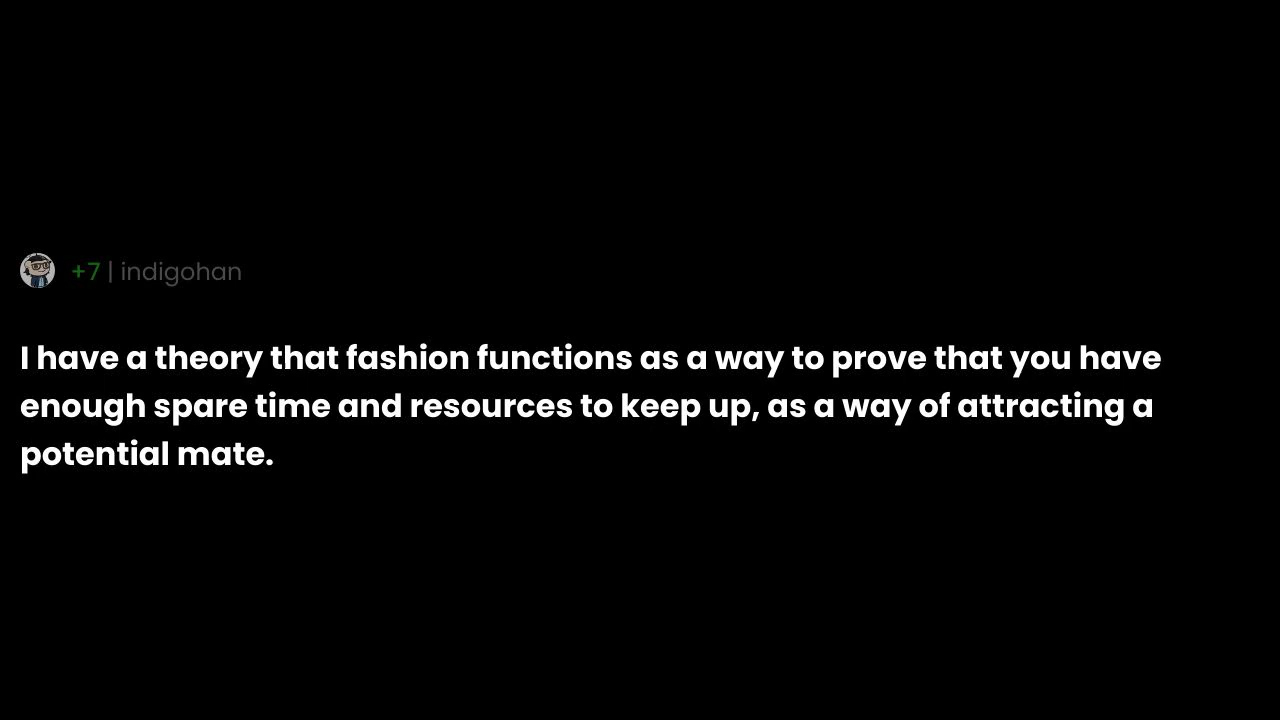 +7 | indigohan
I have a theory that fashion functions as a way to prove that you have
enough spare time and resources to keep up, as a way of attracting a
potential mate.